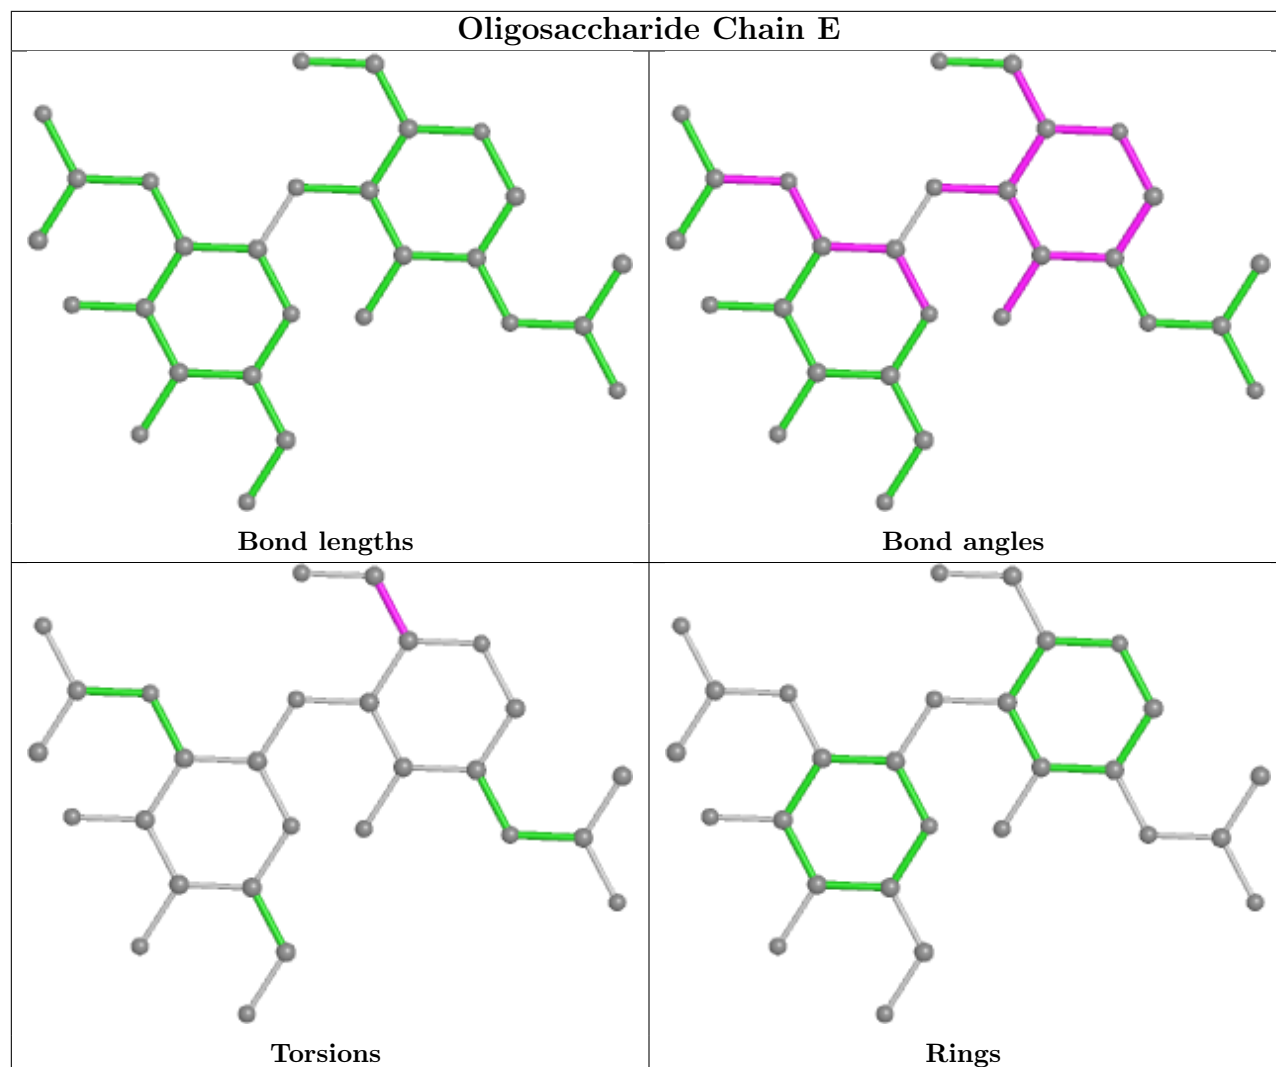 Oligosaccharide Chain E
Bond lengths
Bond angles
Torsions
Rings